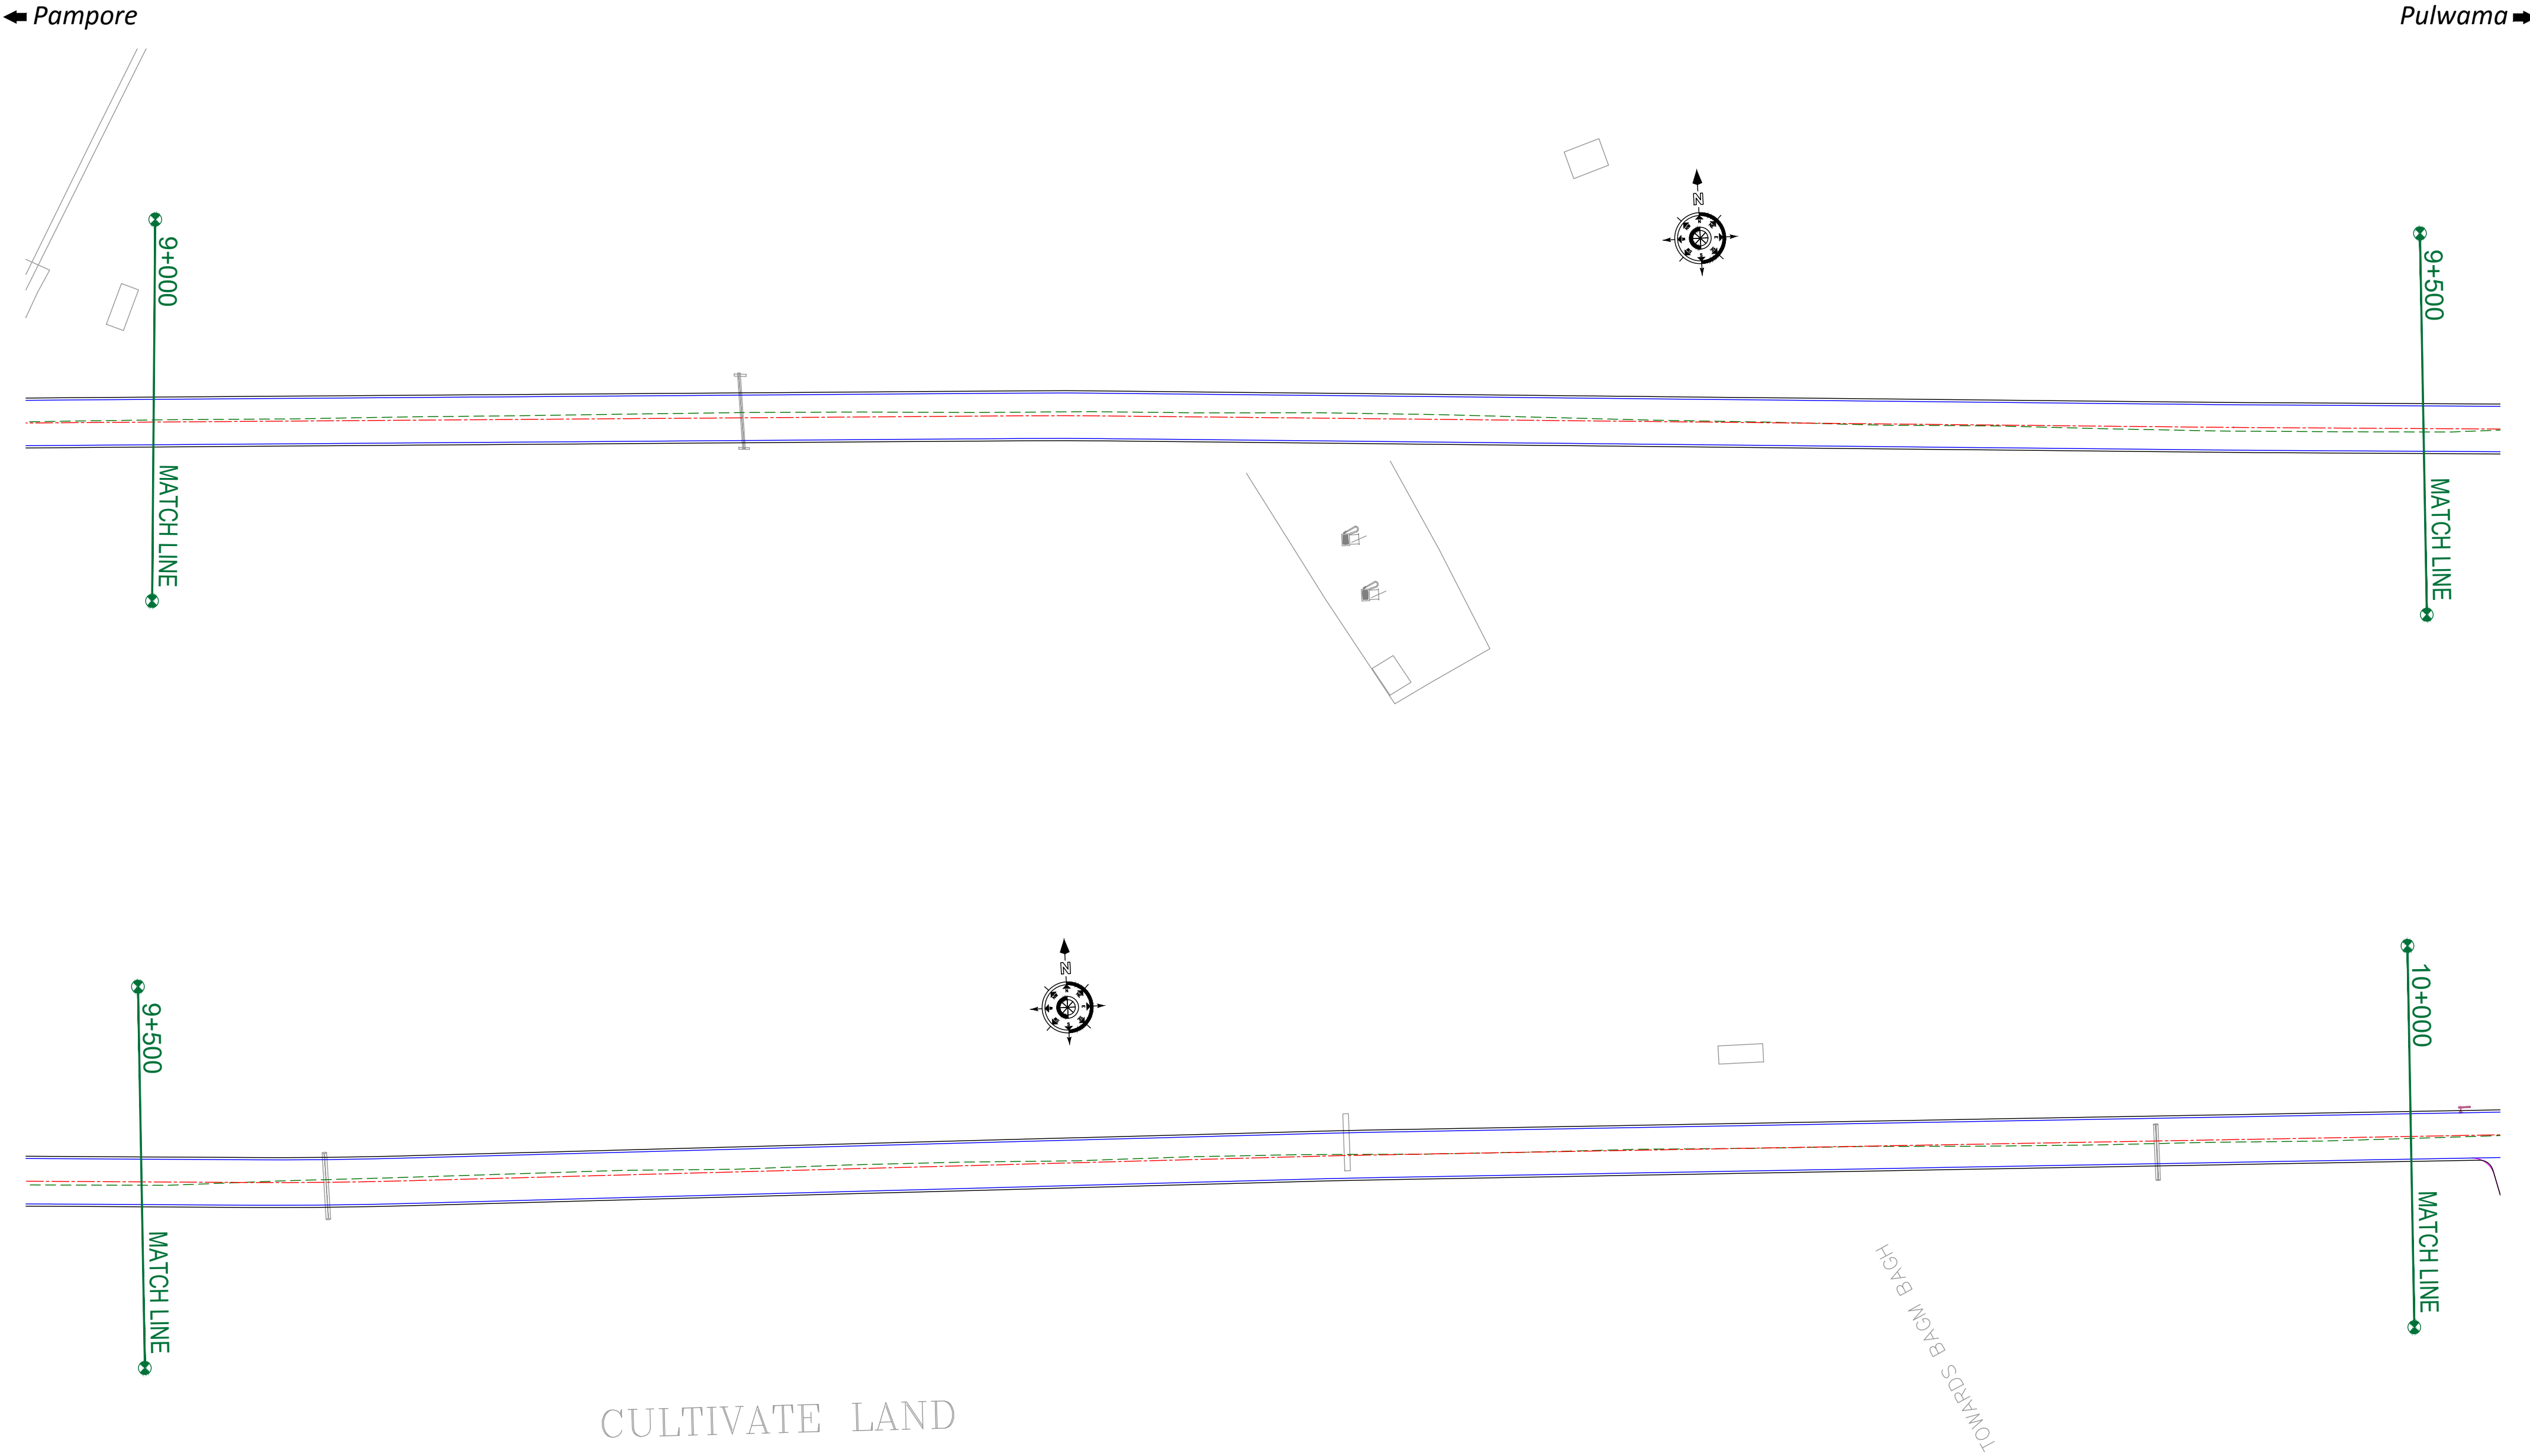 Pampore
Pulwama
N
9+000
9+500
MATCH LINE
MATCH LINE
N
9+500
10+000
MATCH LINE
MATCH LINE
TOWARDS BAGM BAGH
CULTIVATE LAND